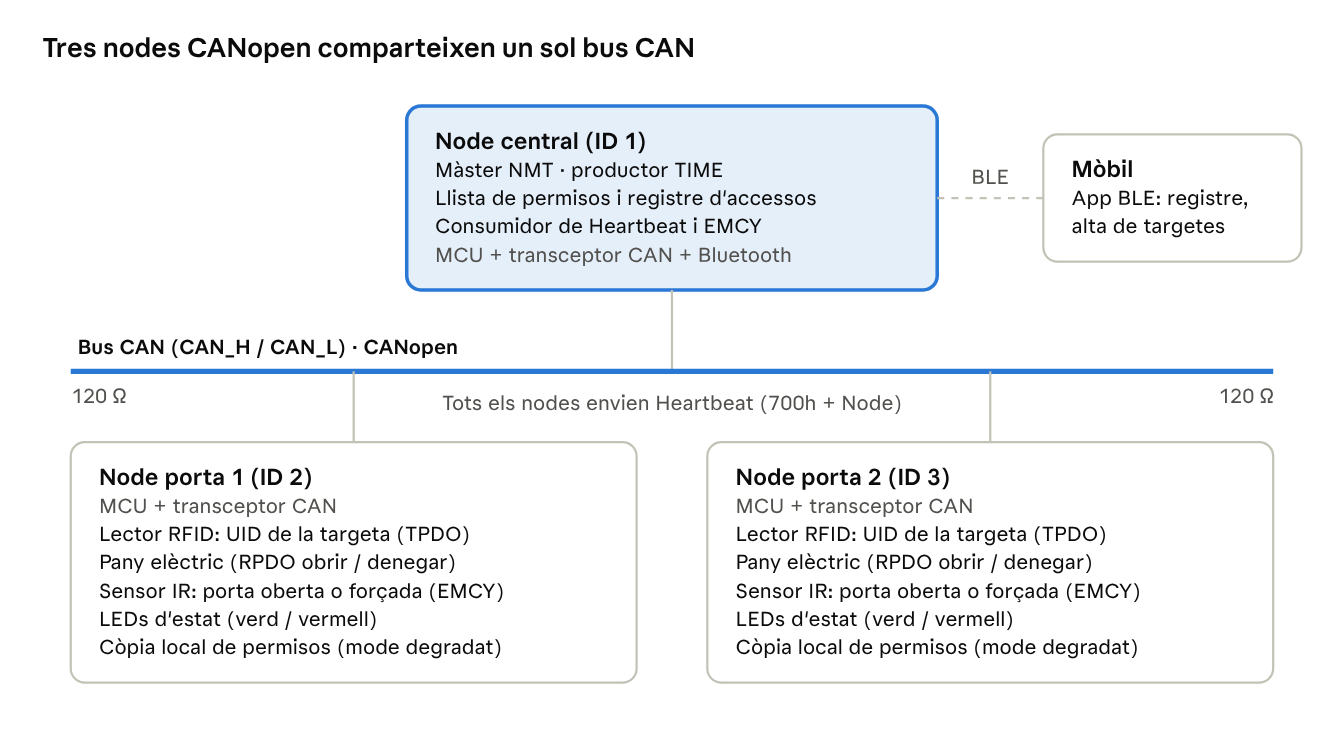 Tres nodes CANopen comparteixen un sol bus CAN
Node central (ID 1)
Màster NMT · productor TIME
Llista de permisos i registre d'accessos
Consumidor de Heartbeat i EMCY
MCU + transceptor CAN + Bluetooth
BLE
Mòbil
App BLE: registre,
alta de targetes
Bus CAN (CAN_H / CAN_L) · CANopen
120 Ω
Tots els nodes envien Heartbeat (700h + Node)
120 Ω
Node porta 1 (ID 2)
MCU + transceptor CAN
Lector RFID: UID de la targeta (TPDO)
Pany elèctric (RPDO obrir / denegar)
Sensor IR: porta oberta o forçada (EMCY)
LEDs d'estat (verd / vermell)
Còpia local de permisos (mode degradat)
Node porta 2 (ID 3)
MCU + transceptor CAN
Lector RFID: UID de la targeta (TPDO)
Pany elèctric (RPDO obrir / denegar)
Sensor IR: porta oberta o forçada (EMCY)
LEDs d'estat (verd / vermell)
Còpia local de permisos (mode degradat)